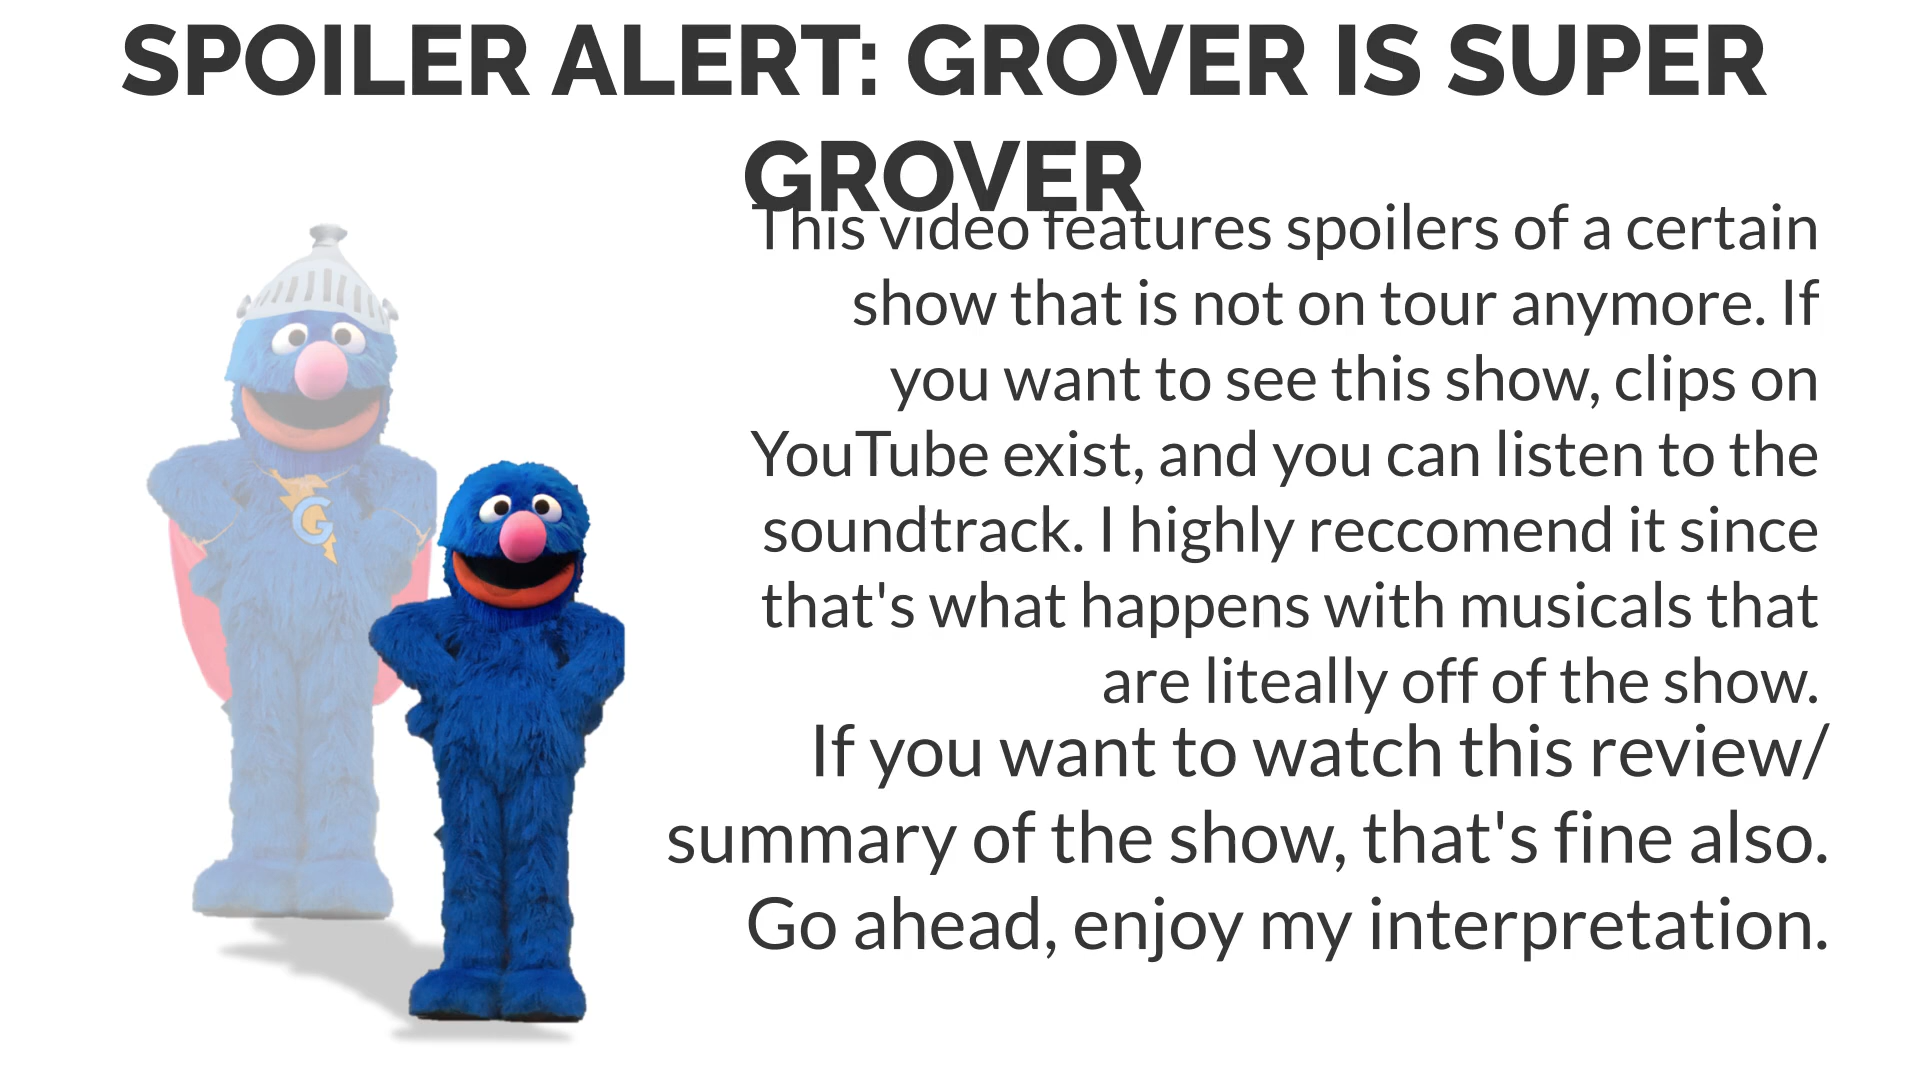 SPOILER ALERT: GROVER IS SUPER
GROVER
This video features spoilers of a certain
show that is not on tour anymore. If
you want to see this show, clips on
YouTube exist, and you can listen to the
soundtrack. I highly reccomend it since
that's what happens with musicals that
are liteally off of the show.
If you want to watch this review/
summary of the show, that's fine also.
Go ahead, enjoy my interpretation.
G